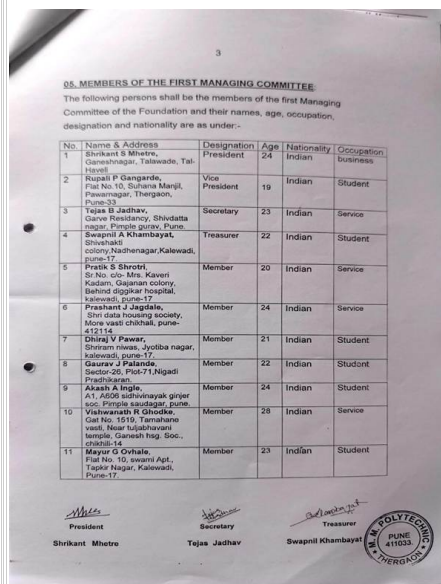 3
05. MEMBERS OF THE FIRST MANAGING COMMITTEE
The following persons shall be the members of the first Managing
Committee of the Foundation and their names, age, occupation,
designation and nationality are as under:-
No. Name & Address Designation Age Nationality Occupation
1 Shrikant S Mhetre, President 24 Indian business
Ganeshnagar, Talawade, Tal-
Haveli
2 Rupali P Gangarde, Vice President 19 Indian Student
Flat No.10, Suhana Manjil,
Pawarnagar, Thergaon,
Pune-33
3 Tejas B Jadhav, Secretary 23 Indian Service
Garve Residancy, Shivdatta
nagar, Pimple gurav, Pune.
4 Swapnil A Khambayat, Treasurer 22 Indian Student
Shivshakti
colony,Nadhenagar,Kalewadi,
pune-17.
5 Pratik S Shrotri, Member 20 Indian Service
Sr.No. c/o- Mrs. Kaveri
Kadam, Gajanan colony,
Behind diggikar hospital,
kalewadi, pune-17
6 Prashant J Jagdale, Member 24 Indian Service
Shri data housing society,
More vasti chikhali, pune-
412114
7 Dhiraj V Pawar, Member 21 Indian Student
Shriram niwas, Jyotiba nagar,
kalewadi, pune-17.
8 Gaurav J Palande, Member 22 Indian Student
Sector-26, Plot-71,Nigadi
Pradhikaran.
9 Akash A Ingle, Member 24 Indian Student
A1, A606 sidhivinayak ginjer
soc. Pimple saudagar, pune.
10 Vishwanath R Ghodke, Member 28 Indian Service
Gat No. 1519, Tamahane
vasti, Near tuljabhavani
temple, Ganesh hsg. Soc.,
chikhili-14
11 Mayur G Ovhale, Member 23 Indian Student
Flat No. 10, swami Apt.,
Tapkir Nagar, Kalewadi,
Pune-17.
President Secretary Treasurer
Shrikant Mhetre Tejas Jadhav Swapnil Khambayat
M. M. POLYTECHNIC
PUNE
411033.
THERGAON